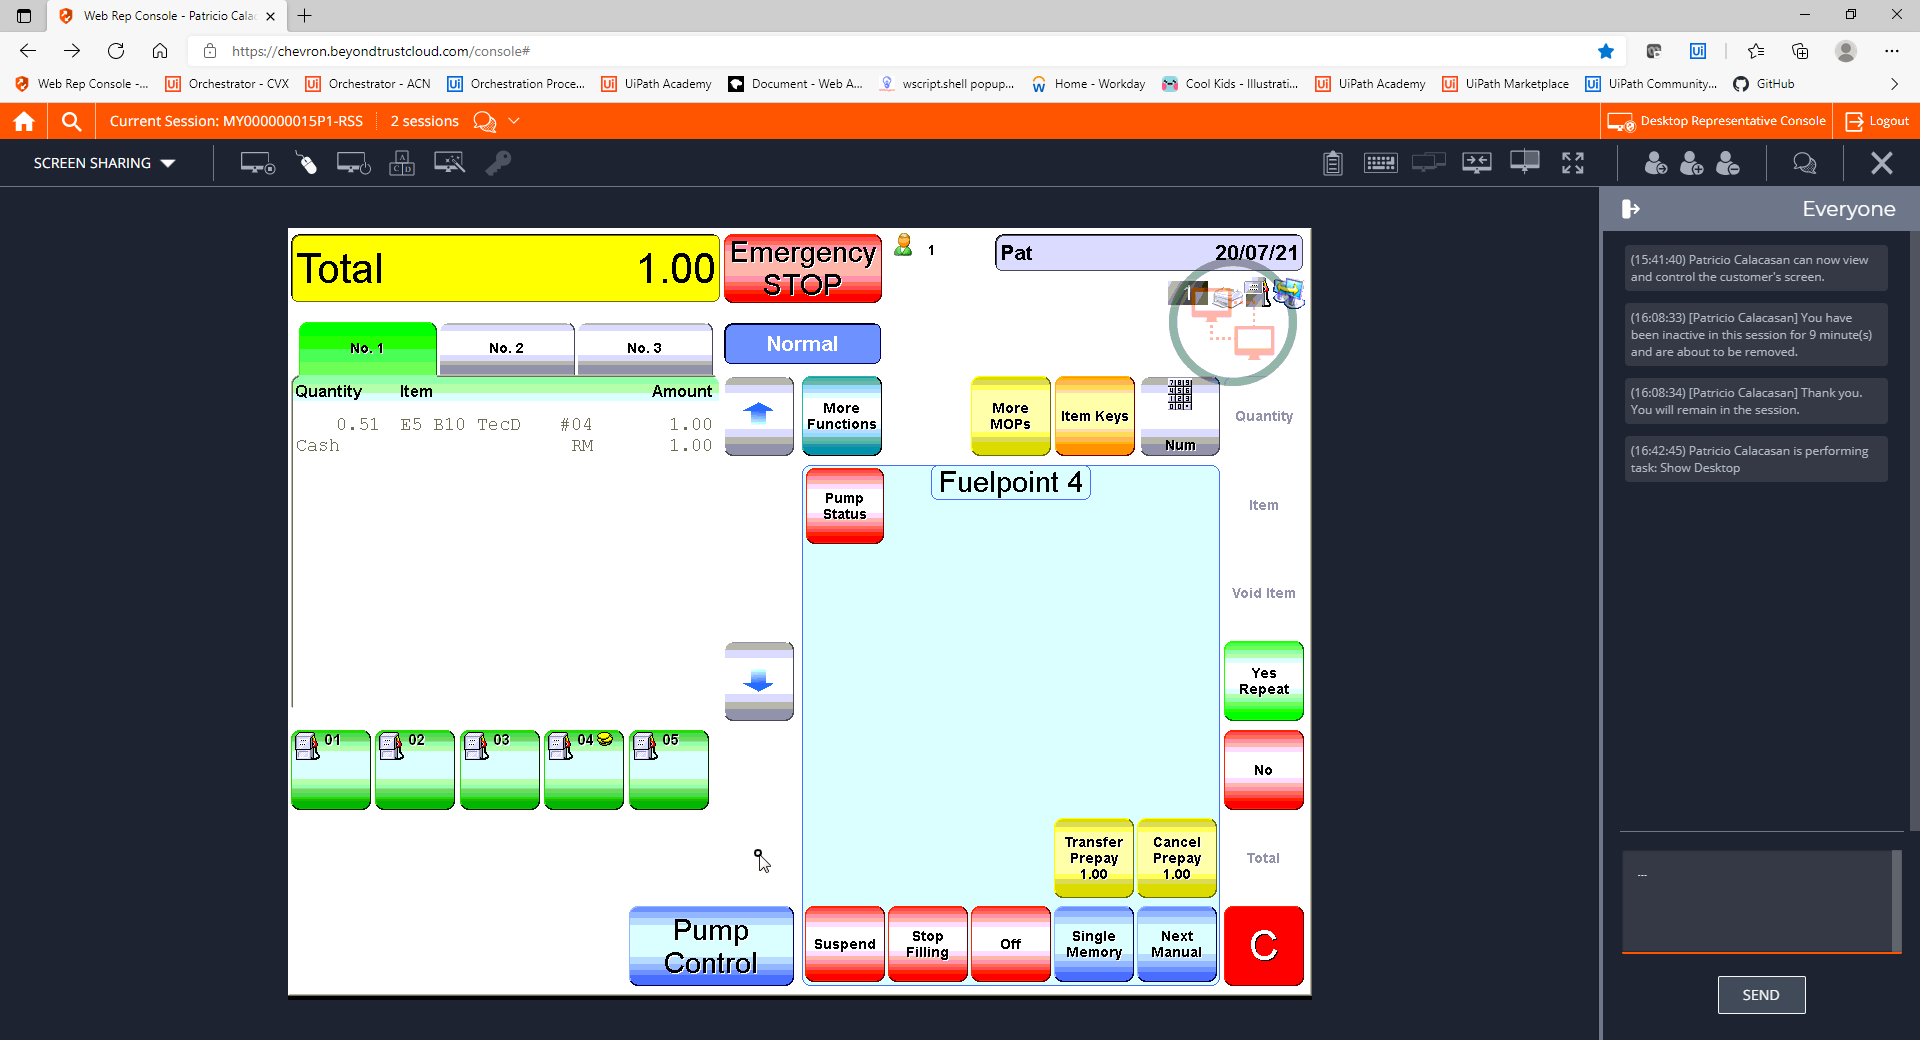 Web Rep Console - Patricio Cala
https://chevron.beyondtrustcloud.com/console#
Web Rep Console -...
Orchestrator - CVX
Orchestrator - ACN
Orchestration Proce...
UiPath Academy
Document - Web A...
wscript.shell popup...
Home - Workday
Cool Kids - Illustrati...
UiPath Academy
UiPath Marketplace
UiPath Community...
GitHub
Current Session: MY000000015P1-RSS
2 sessions
Desktop Representative Console
Logout
SCREEN SHARING
Everyone
(15:41:40) Patricio Calacasan can now view
and control the customer's screen.
(16:08:33) [Patricio Calacasan] You have
been inactive in this session for 9 minute(s)
and are about to be removed.
(16:08:34) [Patricio Calacasan] Thank you.
You will remain in the session.
(16:42:45) Patricio Calacasan is performing
task: Show Desktop
...
SEND
Total 1.00
Emergency
STOP
1
Pat 20/07/21
1
No. 1
No. 2
No. 3
Normal
Quantity Item Amount
0.51 E5 B10 TecD #04 1.00
Cash RM 1.00
More
Functions
More
MOPs
Item Keys
Num
Quantity
Fuelpoint 4
Pump
Status
Item
Void Item
Yes
Repeat
No
01
02
03
04
05
Transfer
Prepay
1.00
Cancel
Prepay
1.00
Total
Pump
Control
Suspend
Stop
Filling
Off
Single
Memory
Next
Manual
C